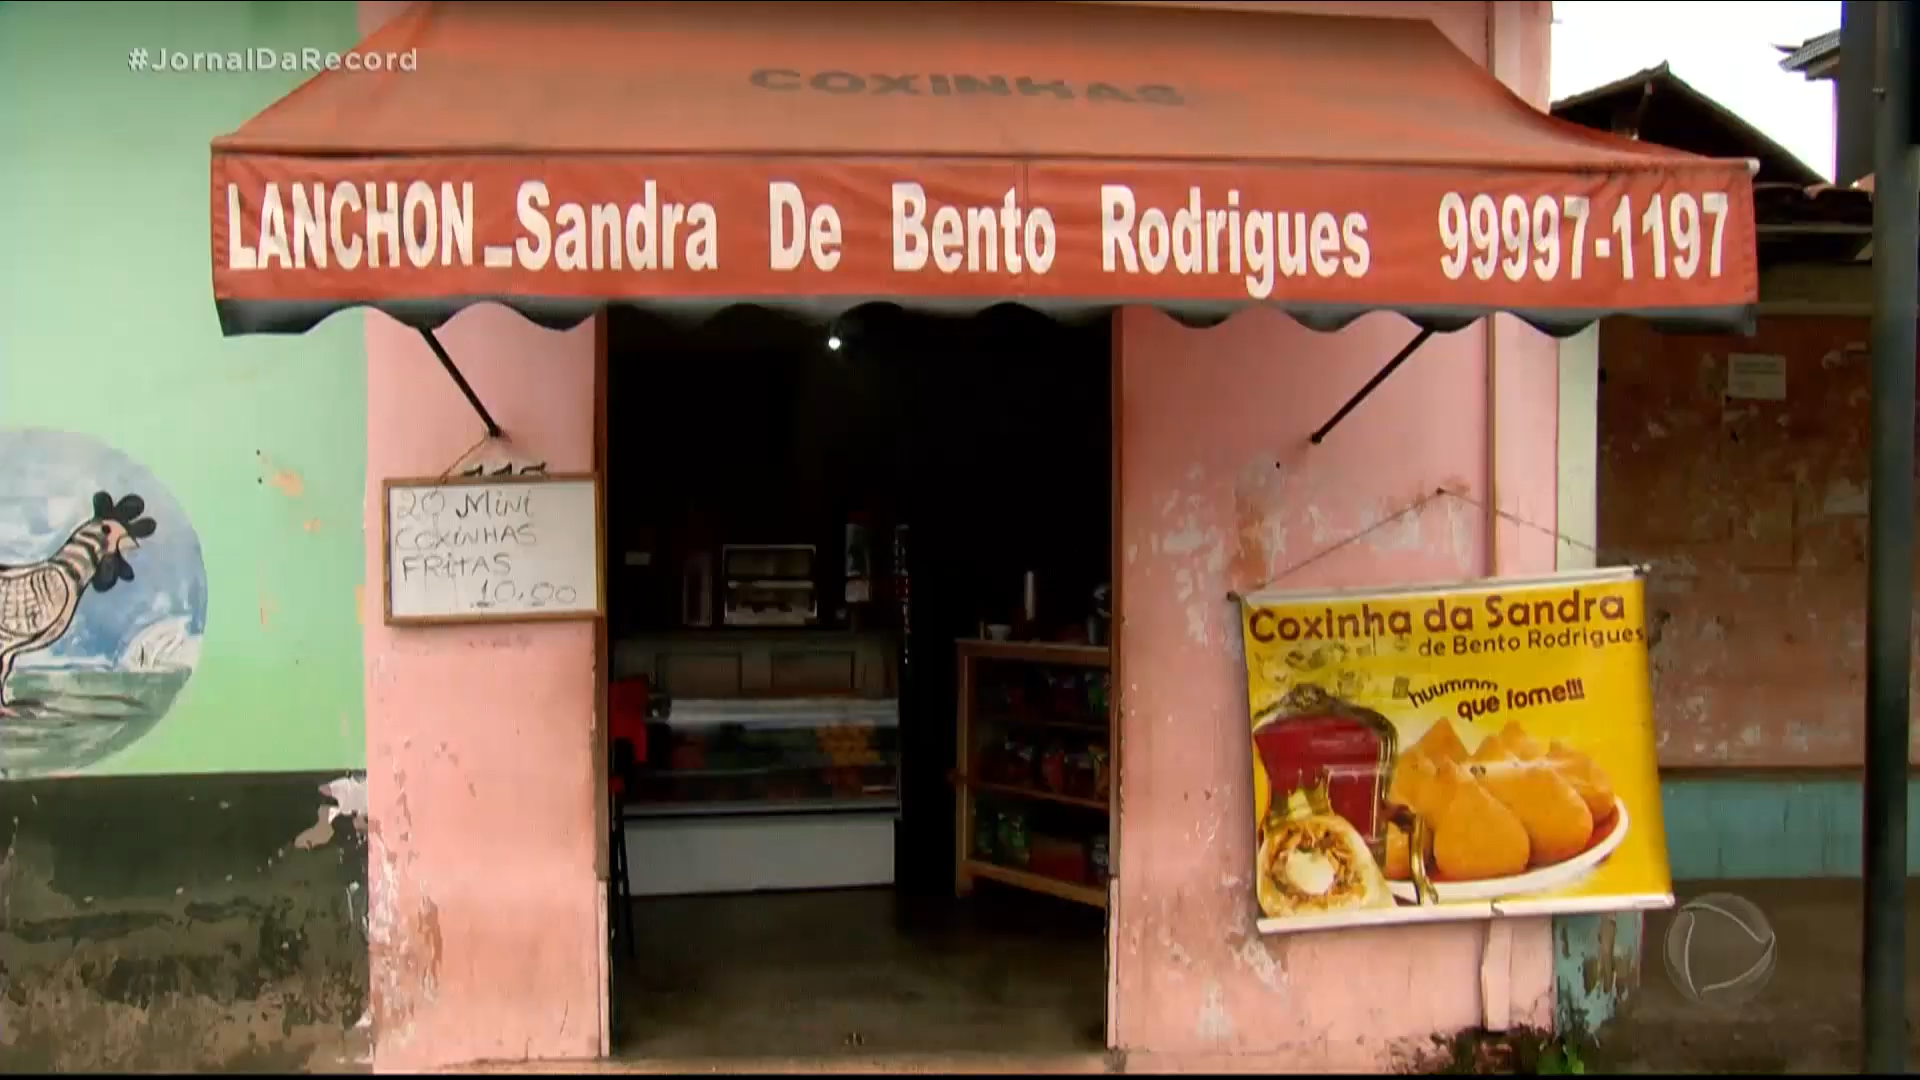 #JornalDaRecord
COXINHAS
LANCHON_Sandra De Bento Rodrigues 99997-1197
20 MINI
COXINHAS
FRITAS
10,00
Coxinha da Sandra
de Bento Rodrigues
huummm
que fome!!!